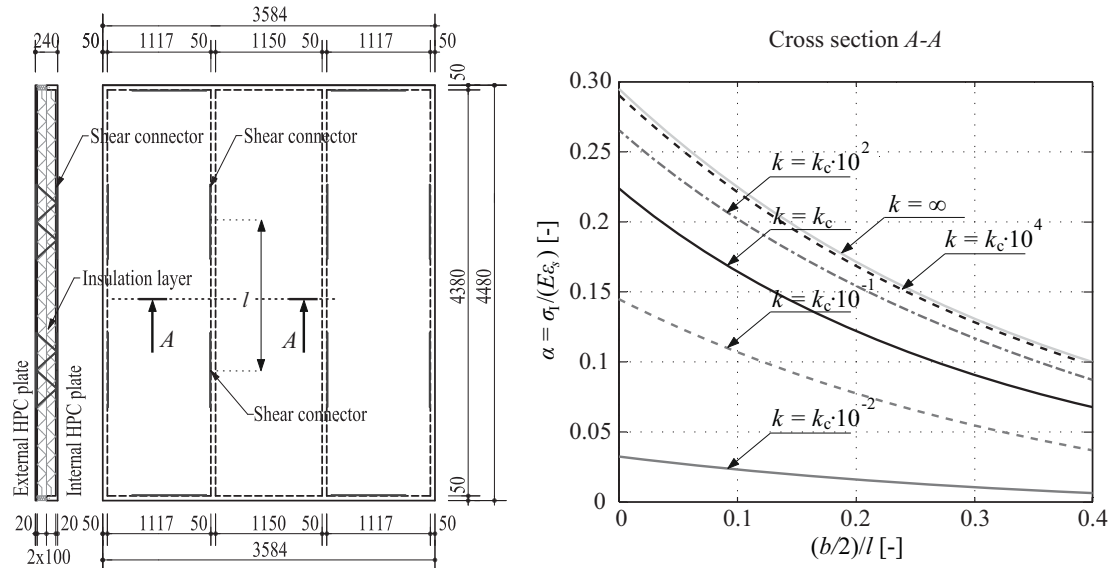 3584
240
50
1117
50
1150
50
1117
50
50
Shear connector
Shear connector
Insulation layer
l
A
A
4380
4480
Shear connector
External HPC plate
Internal HPC plate
50
20
20
2x100
50
1117
50
1150
50
1117
50
3584
Cross section A-A
α = σI/(Eεs) [-]
0.30
0.25
0.20
0.15
0.10
0.05
0
k = kc·10^2
k = kc
k = ∞
k = kc·10^4
k = kc·10^-1
k = kc·10^-2
0
0.1
0.2
0.3
0.4
(b/2)/l [-]